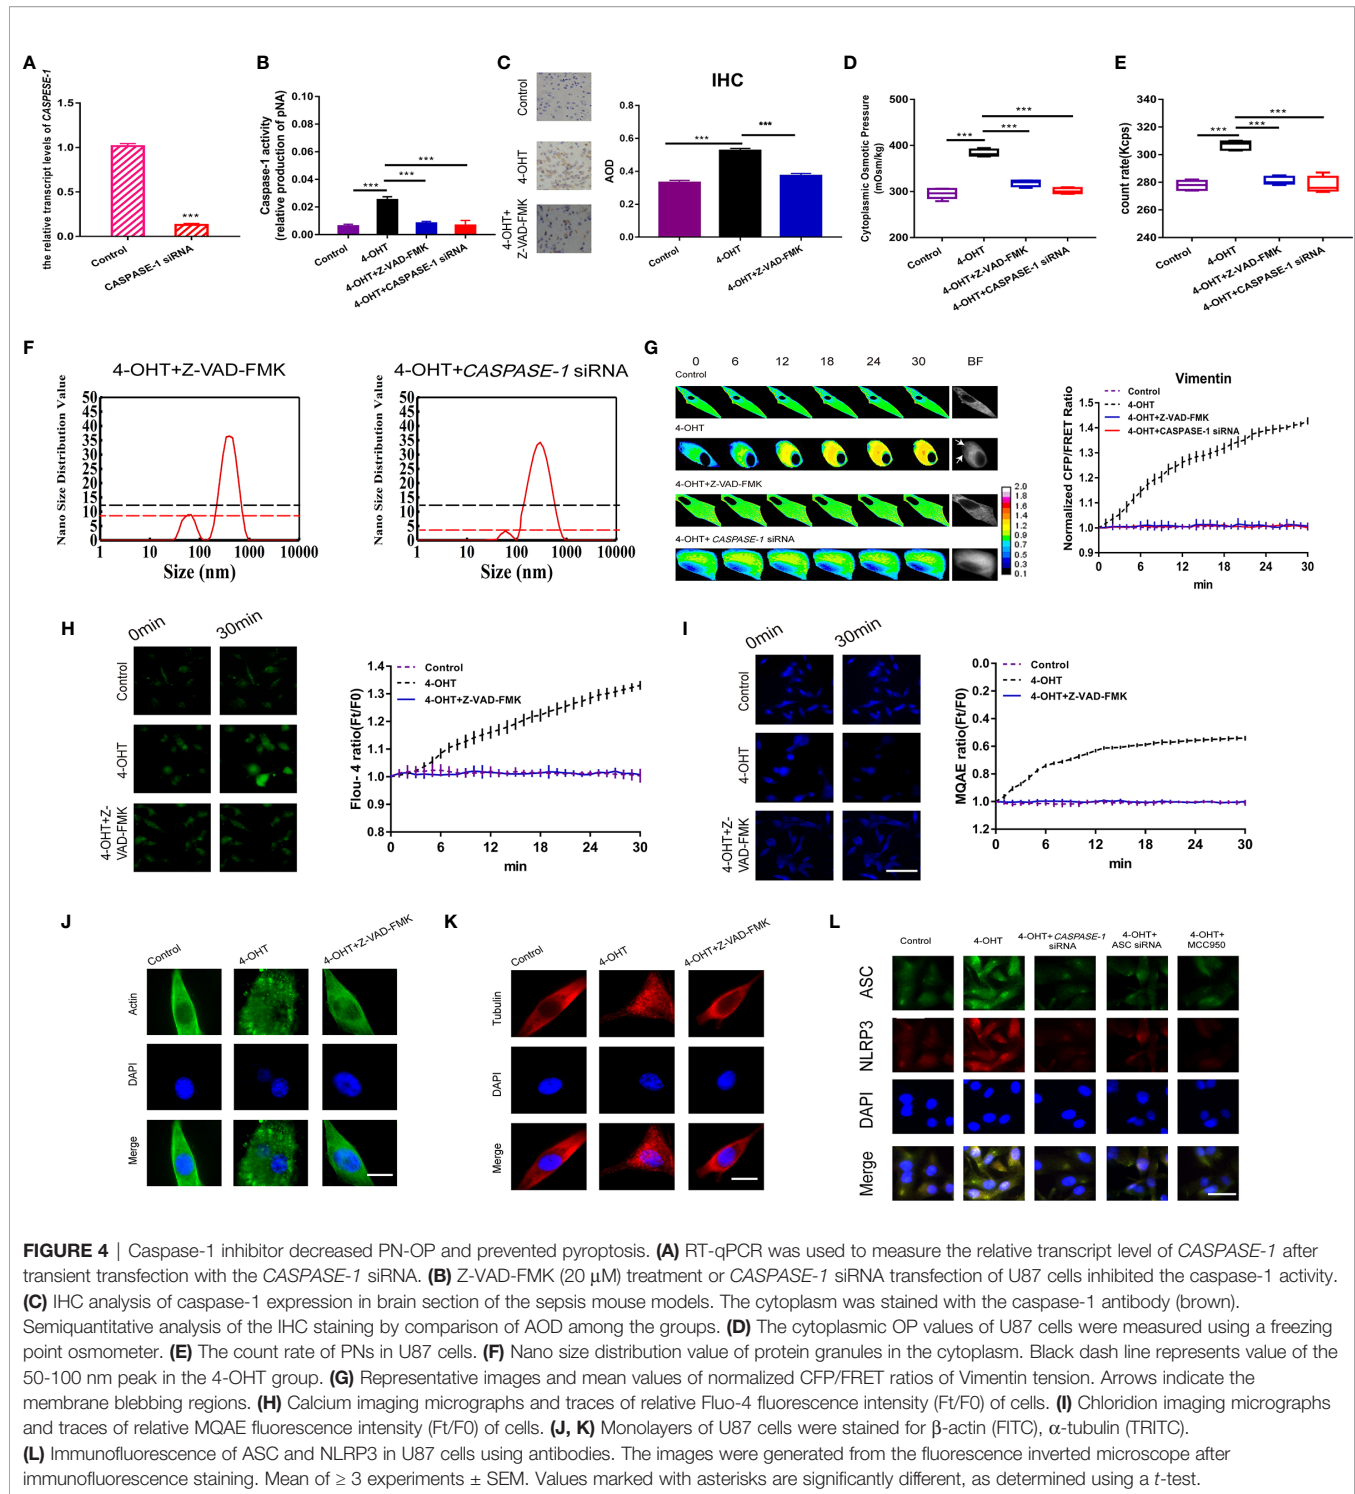 A
the relative transcript levels of CASPESE-1
1.5
1.0
0.5
0.0
***
Control
CASPASE-1 siRNA
B
Caspase-1 activity
(relative production of pNA)
0.10
0.08
0.06
0.04
0.02
0.00
***
***
***
Control
4-OHT
4-OHT+Z-VAD-FMK
4-OHT+CASPASE-1 siRNA
C
Control
4-OHT
4-OHT+
Z-VAD-FMK
IHC
AOD
0.8
0.6
0.4
0.2
0.0
***
***
Control
4-OHT
4-OHT+Z-VAD-FMK
D
Cytoplasmic Osmotic Pressure
(mOsm/kg)
500
400
300
200
***
***
***
Control
4-OHT
4-OHT+Z-VAD-FMK
4-OHT+CASPASE-1 siRNA
E
count rate(Kcps)
340
320
300
280
260
240
***
***
***
Control
4-OHT
4-OHT+Z-VAD-FMK
4-OHT+CASPASE-1 siRNA
F
4-OHT+Z-VAD-FMK
Nano Size Distribution Value
50
45
40
35
30
25
20
15
10
5
0
1 10 100 1000 10000
Size (nm)
4-OHT+CASPASE-1 siRNA
Nano Size Distribution Value
50
45
40
35
30
25
20
15
10
5
0
1 10 100 1000 10000
Size (nm)
G
0 6 12 18 24 30 BF
Control
4-OHT
4-OHT+Z-VAD-FMK
4-OHT+ CASPASE-1 siRNA
2.0
1.8
1.6
1.4
1.2
1.0
0.9
0.7
0.5
0.3
0.1
Vimentin
Control
4-OHT
4-OHT+Z-VAD-FMK
4-OHT+CASPASE-1 siRNA
Normalized CFP/FRET Ratio
1.5
1.4
1.3
1.2
1.1
1.0
0.9
0 6 12 18 24 30
min
H
0min 30min
Control
4-OHT
4-OHT+Z-
VAD-FMK
Flou- 4 ratio(Ft/F0)
1.4
1.3
1.2
1.1
1.0
0.9
0.8
Control
4-OHT
4-OHT+Z-VAD-FMK
0 6 12 18 24 30
min
I
0min 30min
Control
4-OHT
4-OHT+Z-
VAD-FMK
MQAE ratio(Ft/F0)
0.0
0.2
0.4
0.6
0.8
1.0
1.2
Control
4-OHT
4-OHT+Z-VAD-FMK
0 6 12 18 24 30
min
J
Control 4-OHT 4-OHT+Z-VAD-FMK
Actin
DAPI
Merge
K
Control 4-OHT 4-OHT+Z-VAD-FMK
Tubulin
DAPI
Merge
L
Control 4-OHT 4-OHT+CASPASE-1 siRNA 4-OHT+ ASC siRNA 4-OHT+ MCC950
ASC
NLRP3
DAPI
Merge
FIGURE 4 | Caspase-1 inhibitor decreased PN-OP and prevented pyroptosis. (A) RT-qPCR was used to measure the relative transcript level of CASPASE-1 after
transient transfection with the CASPASE-1 siRNA. (B) Z-VAD-FMK (20 μM) treatment or CASPASE-1 siRNA transfection of U87 cells inhibited the caspase-1 activity.
(C) IHC analysis of caspase-1 expression in brain section of the sepsis mouse models. The cytoplasm was stained with the caspase-1 antibody (brown).
Semiquantitative analysis of the IHC staining by comparison of AOD among the groups. (D) The cytoplasmic OP values of U87 cells were measured using a freezing
point osmometer. (E) The count rate of PNs in U87 cells. (F) Nano size distribution value of protein granules in the cytoplasm. Black dash line represents value of the
50-100 nm peak in the 4-OHT group. (G) Representative images and mean values of normalized CFP/FRET ratios of Vimentin tension. Arrows indicate the
membrane blebbing regions. (H) Calcium imaging micrographs and traces of relative Fluo-4 fluorescence intensity (Ft/F0) of cells. (I) Chloridion imaging micrographs
and traces of relative MQAE fluorescence intensity (Ft/F0) of cells. (J, K) Monolayers of U87 cells were stained for β-actin (FITC), α-tubulin (TRITC).
(L) Immunofluorescence of ASC and NLRP3 in U87 cells using antibodies. The images were generated from the fluorescence inverted microscope after
immunofluorescence staining. Mean of ≥ 3 experiments ± SEM. Values marked with asterisks are significantly different, as determined using a t-test.